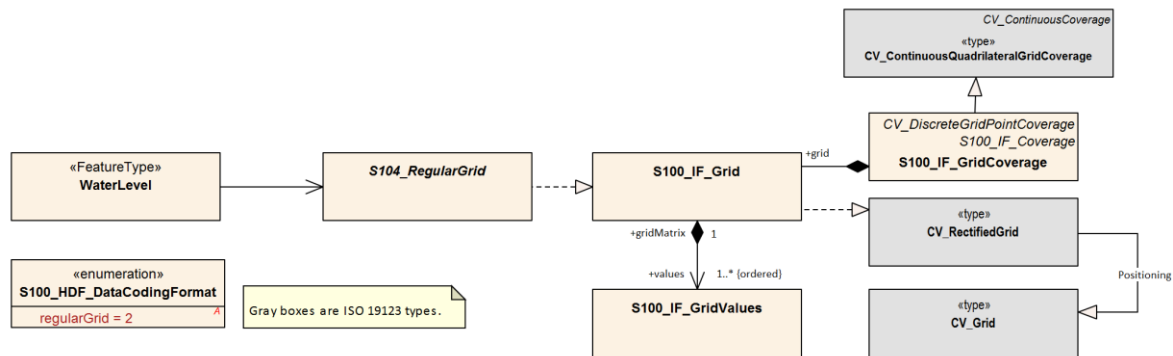 CV_ContinuousCoverage
«type»
CV_ContinuousQuadrilateralGridCoverage
CV_DiscreteGridPointCoverage
S100_IF_Coverage
S100_IF_GridCoverage
«FeatureType»
WaterLevel
S104_RegularGrid
S100_IF_Grid
+grid
«type»
CV_RectifiedGrid
+gridMatrix
1
+values
1..* {ordered}
Positioning
«enumeration»
S100_HDF_DataCodingFormat
regularGrid = 2
A
Gray boxes are ISO 19123 types.
S100_IF_GridValues
«type»
CV_Grid